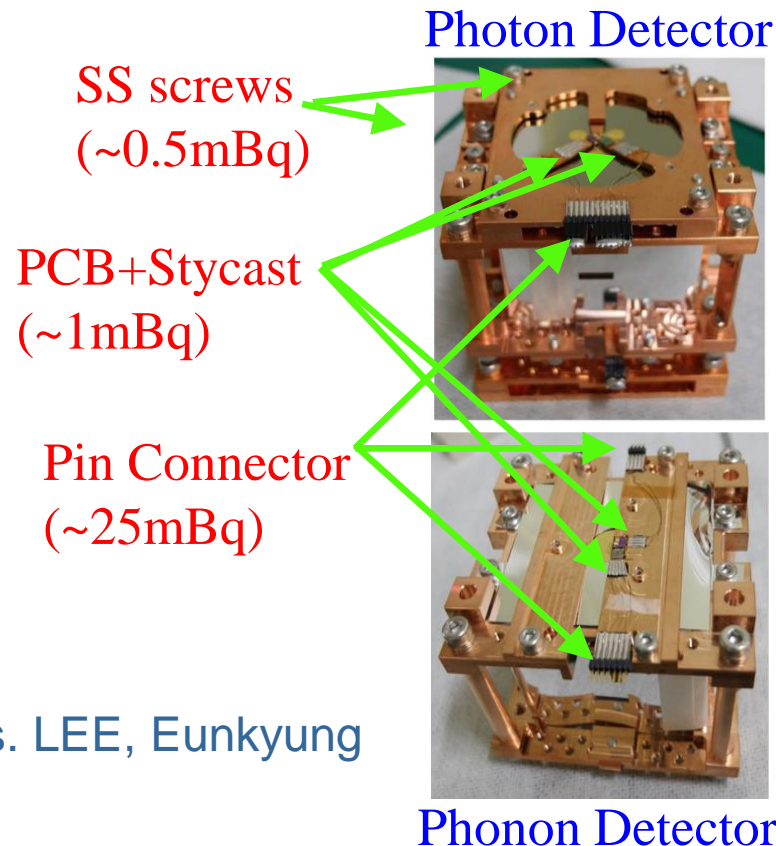 Photon Detector
SS screws
(~0.5mBq)
PCB+Stycast
(~1mBq)
Pin Connector
(~25mBq)
s. LEE, Eunkyung
Phonon Detector